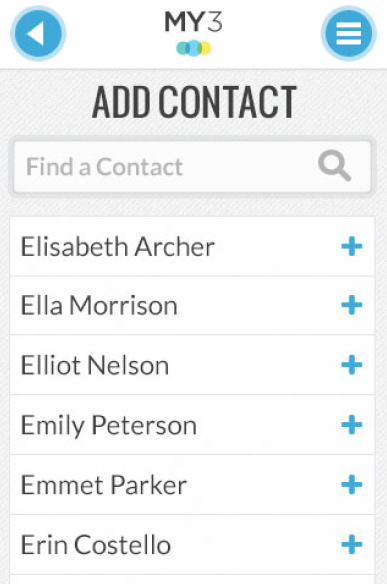 MY3
ADD CONTACT
Find a Contact
Elisabeth Archer
Ella Morrison
Elliot Nelson
Emily Peterson
Emmet Parker
Erin Costello